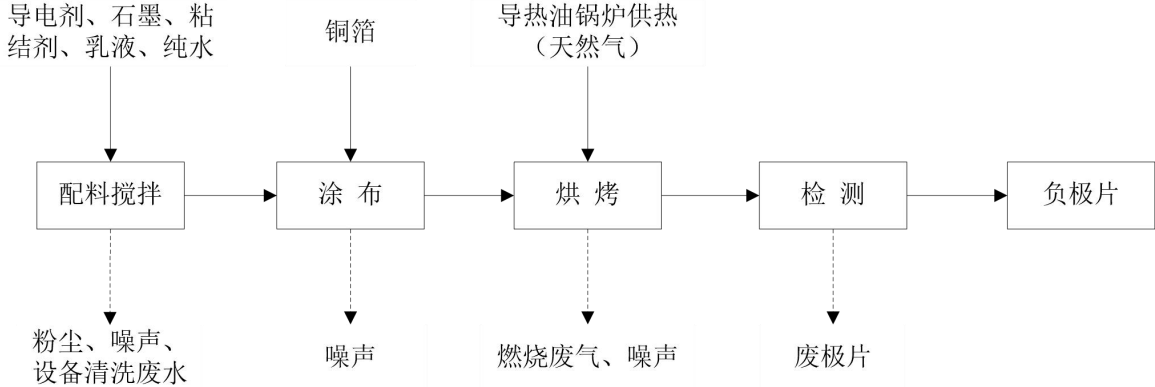 导电剂、石墨、粘
结剂、乳液、纯水
铜箔
导热油锅炉供热
（天然气）
配料搅拌
涂 布
烘 烤
检 测
负极片
粉尘、噪声、
设备清洗废水
噪声
燃烧废气、噪声
废极片